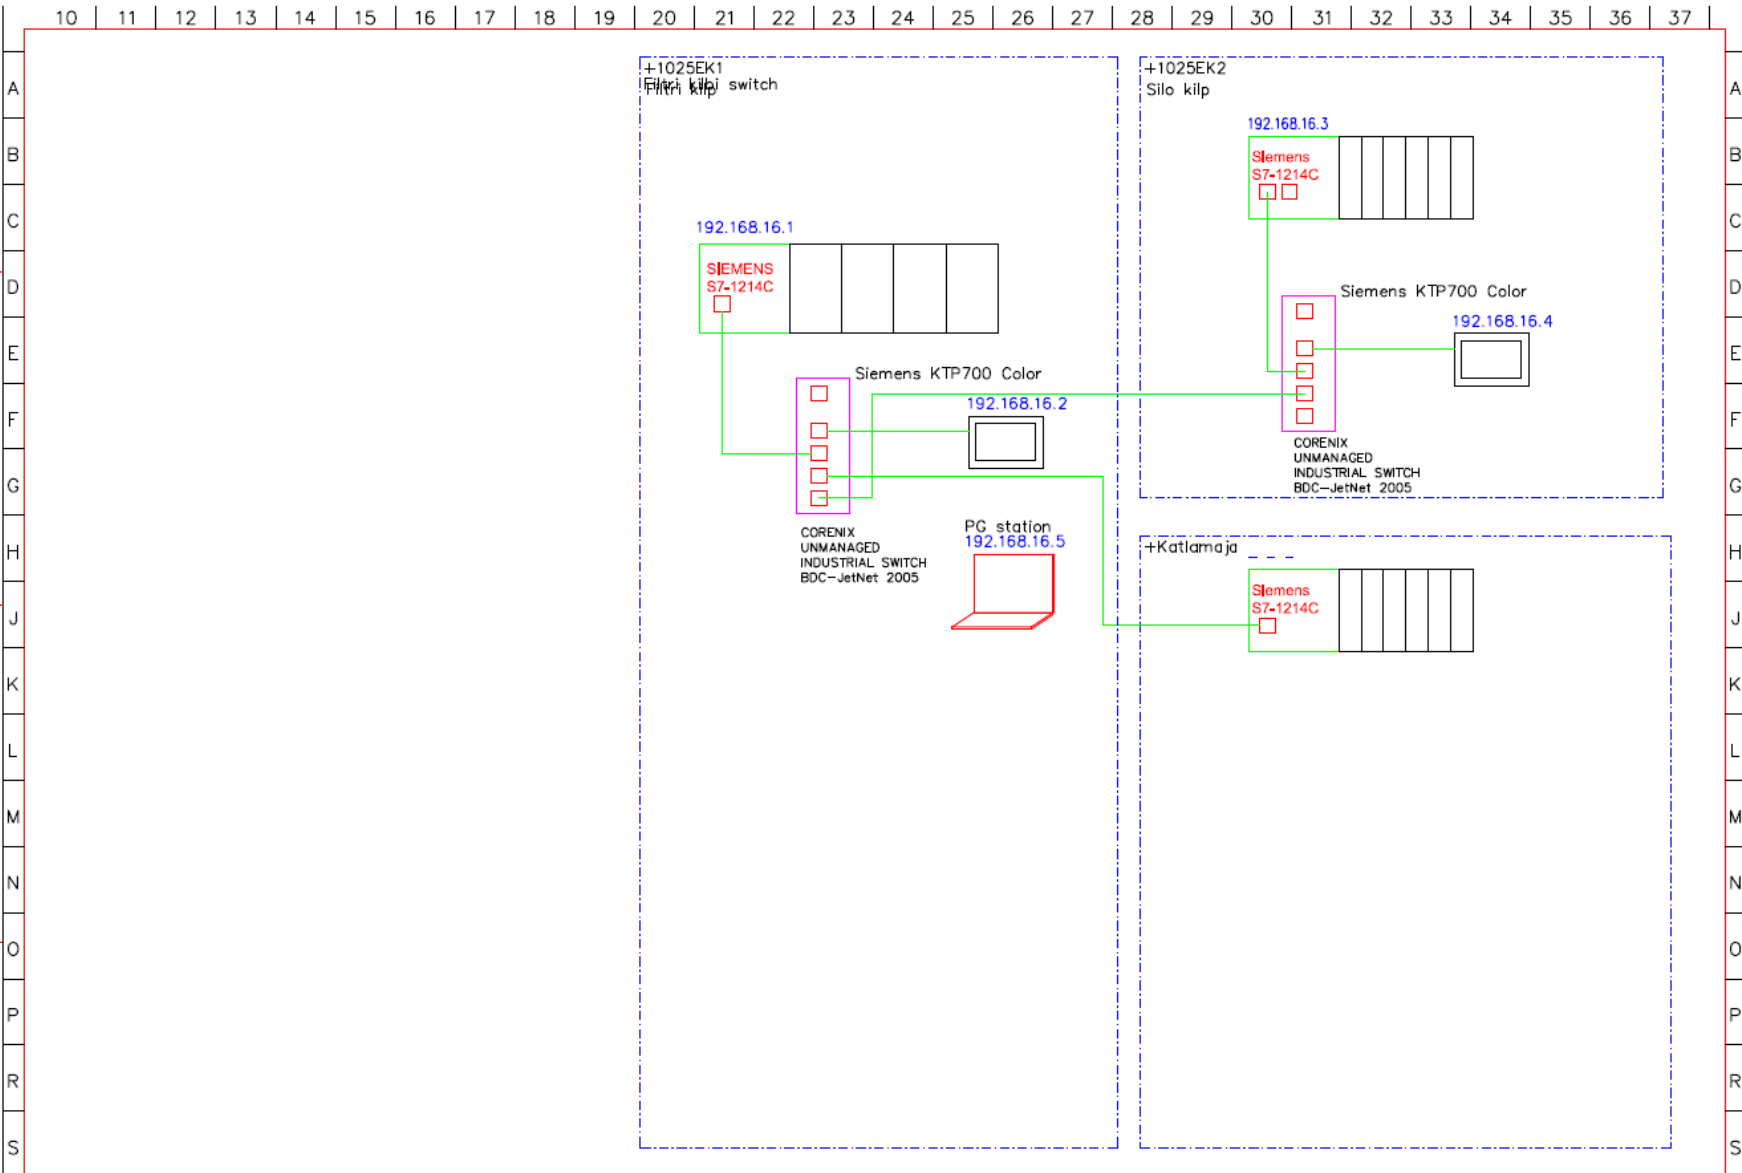 10 11 12 13 14 15 16 17 18 19 20 21 22 23 24 25 26 27 28 29 30 31 32 33 34 35 36 37
A
B
C
D
E
F
G
H
J
K
L
M
N
O
P
R
S
+1025EK1
Filtri kilbi switch
Filtri kilp
192.168.16.1
SIEMENS
S7-1214C
Siemens KTP700 Color
192.168.16.2
CORENIX
UNMANAGED
INDUSTRIAL SWITCH
BDC-JetNet 2005
PG station
192.168.16.5
+1025EK2
Silo kilp
192.168.16.3
Siemens
S7-1214C
Siemens KTP700 Color
192.168.16.4
CORENIX
UNMANAGED
INDUSTRIAL SWITCH
BDC-JetNet 2005
+Katlamaja
_ _ _
Siemens
S7-1214C
A
B
C
D
E
F
G
H
J
K
L
M
N
O
P
R
S